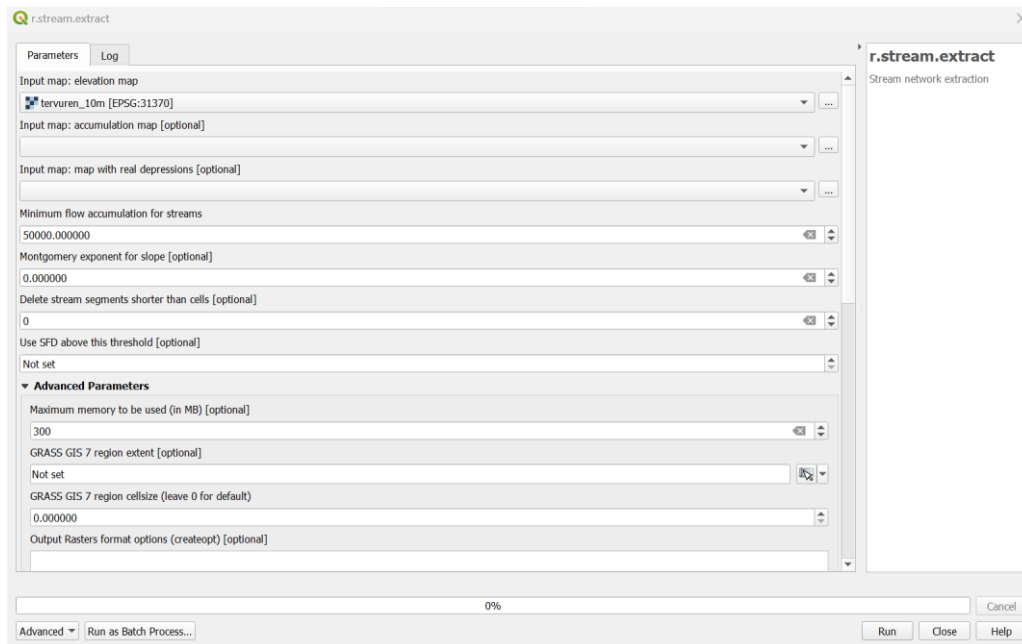 r.stream.extract
Parameters
Log
Input map: elevation map
tervuren_10m [EPSG:31370]
...
Input map: accumulation map [optional]
...
Input map: map with real depressions [optional]
...
Minimum flow accumulation for streams
50000.000000
Montgomery exponent for slope [optional]
0.000000
Delete stream segments shorter than cells [optional]
0
Use SFD above this threshold [optional]
Not set
Advanced Parameters
Maximum memory to be used (in MB) [optional]
300
GRASS GIS 7 region extent [optional]
Not set
GRASS GIS 7 region cellsize (leave 0 for default)
0.000000
Output Rasters format options (createopt) [optional]
r.stream.extract
Stream network extraction
0%
Cancel
Advanced
Run as Batch Process...
Run
Close
Help